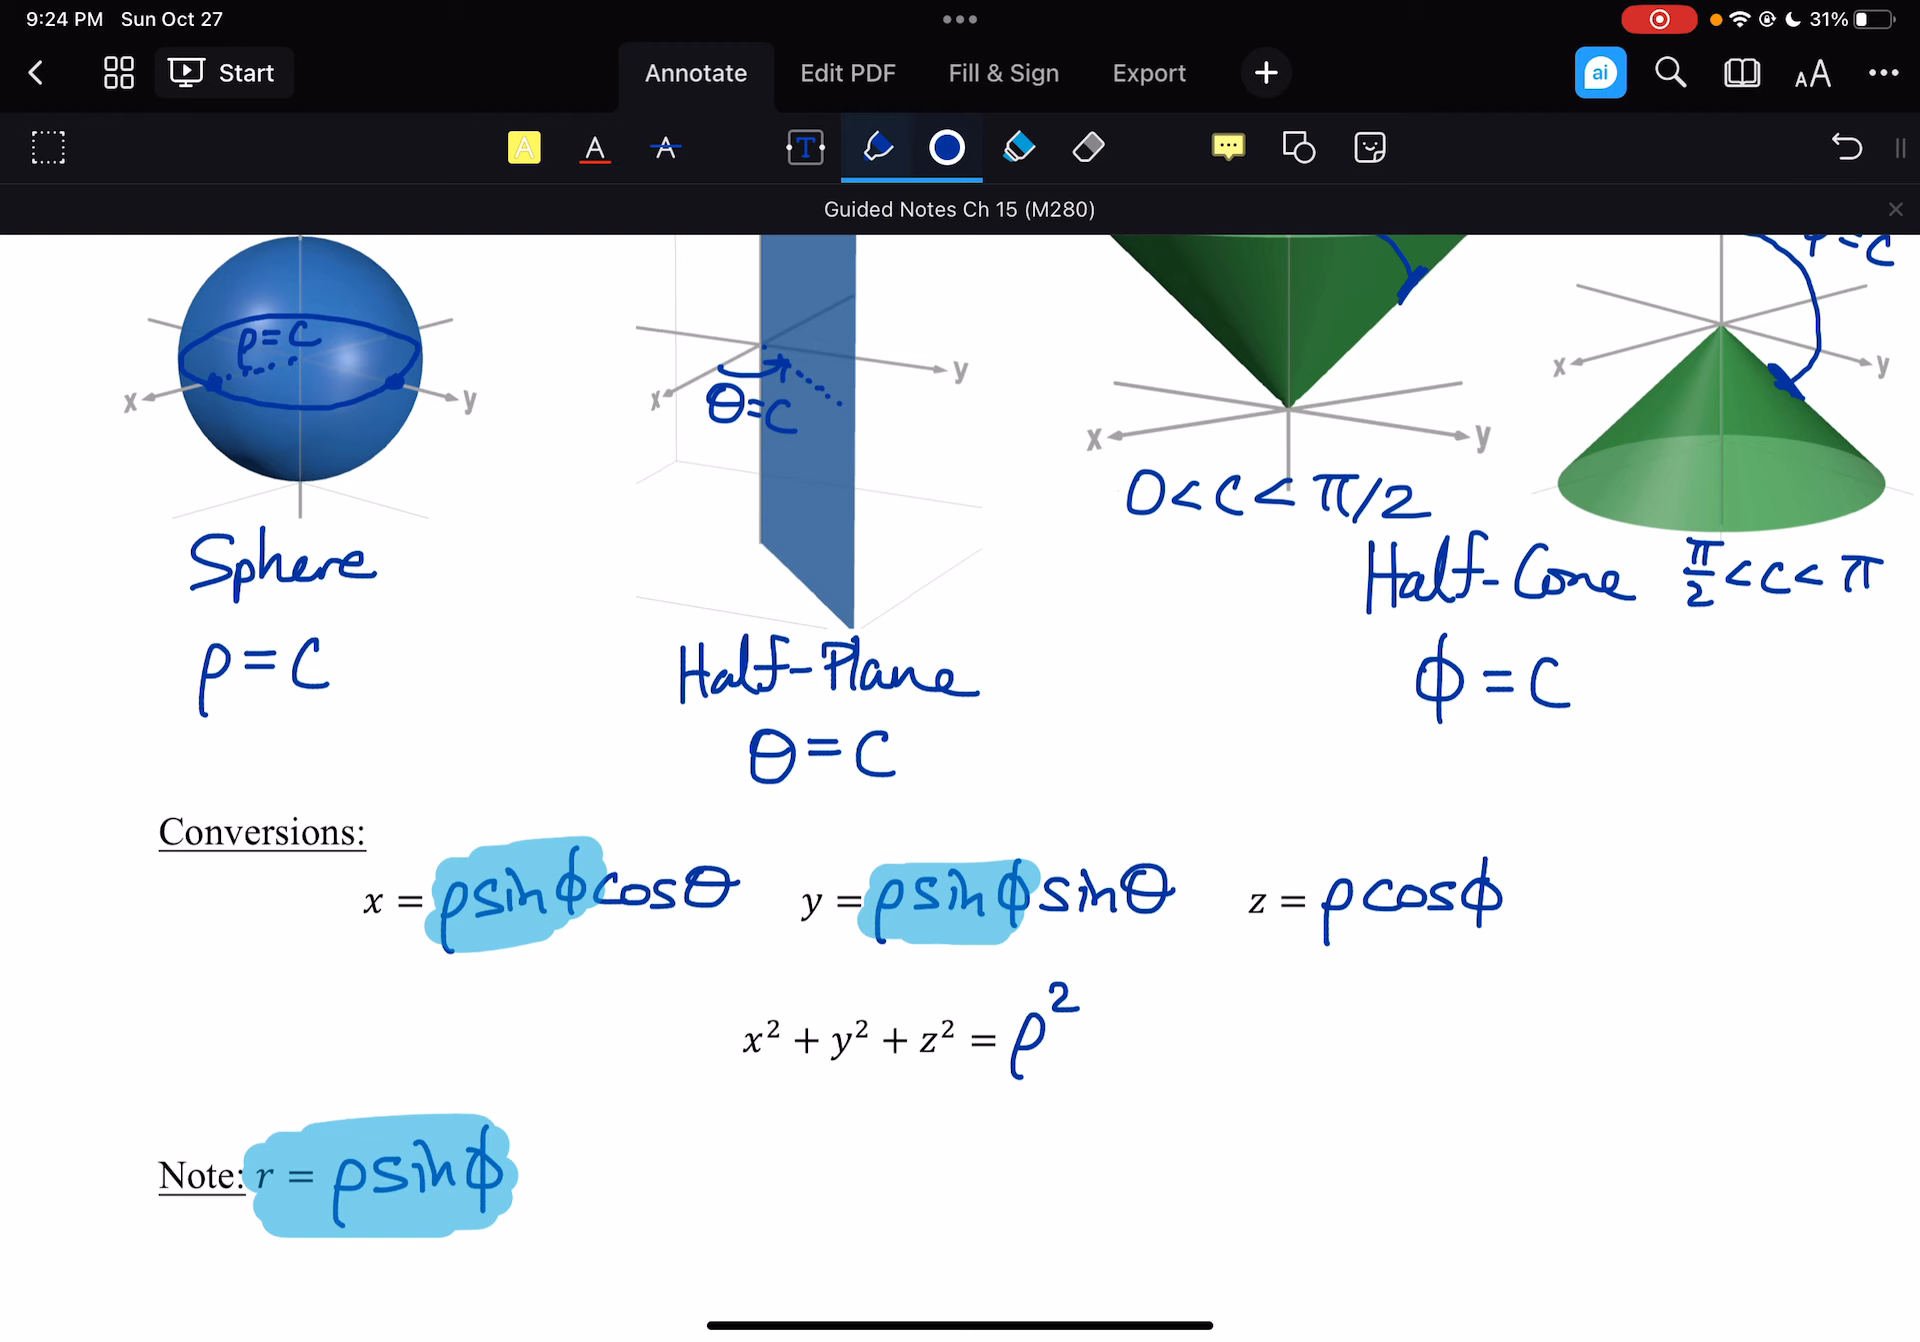 9:24 PM Sun Oct 27
31%
Start
Annotate
Edit PDF
Fill & Sign
Export
ai
AA
A A A T
Guided Notes Ch 15 (M280)
ρ=C
x y
Sphere
ρ=C
x y
θ=C
Half-Plane
θ=C
x y
0<C<π/2
ϕ=C
x y
Half-Cone π/2<C<π
ϕ=C
Conversions:
x = ρsinϕcosθ y = ρsinϕsinθ z = ρcosϕ
x² + y² + z² = ρ²
Note: r = ρsinϕ